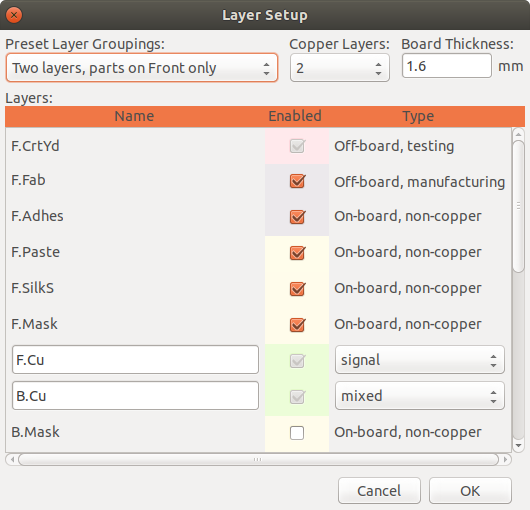 Layer Setup
Preset Layer Groupings: Copper Layers: Board Thickness:
Two layers, parts on Front only 2 1.6 mm
Layers:
Name Enabled Type
F.CrtYd Off-board, testing
F.Fab Off-board, manufacturing
F.Adhes On-board, non-copper
F.Paste On-board, non-copper
F.SilkS On-board, non-copper
F.Mask On-board, non-copper
F.Cu signal
B.Cu mixed
B.Mask On-board, non-copper
Cancel OK